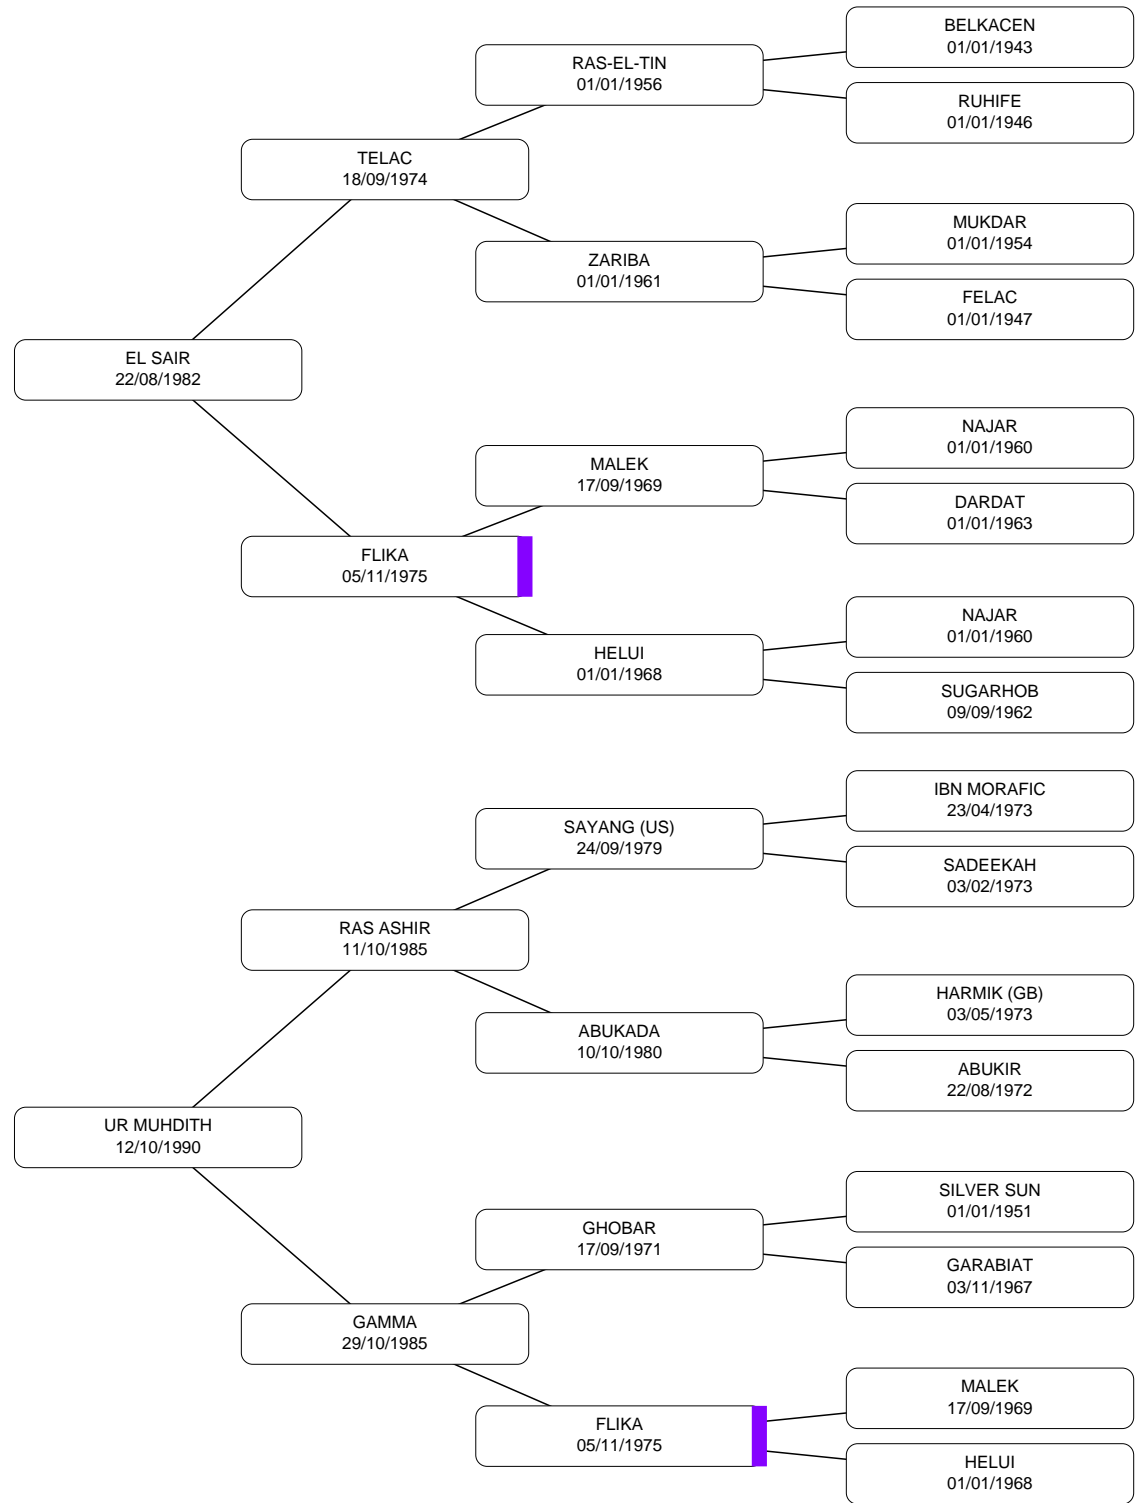 BELKACEN
01/01/1943
RAS-EL-TIN
01/01/1956
RUHIFE
01/01/1946
TELAC
18/09/1974
MUKDAR
01/01/1954
ZARIBA
01/01/1961
FELAC
01/01/1947
EL SAIR
22/08/1982
NAJAR
01/01/1960
MALEK
17/09/1969
DARDAT
01/01/1963
FLIKA
05/11/1975
NAJAR
01/01/1960
HELUI
01/01/1968
SUGARHOB
09/09/1962
IBN MORAFIC
23/04/1973
SAYANG (US)
24/09/1979
SADEEKAH
03/02/1973
RAS ASHIR
11/10/1985
HARMIK (GB)
03/05/1973
ABUKADA
10/10/1980
ABUKIR
22/08/1972
UR MUHDITH
12/10/1990
SILVER SUN
01/01/1951
GHOBAR
17/09/1971
GARABIAT
03/11/1967
GAMMA
29/10/1985
MALEK
17/09/1969
FLIKA
05/11/1975
HELUI
01/01/1968